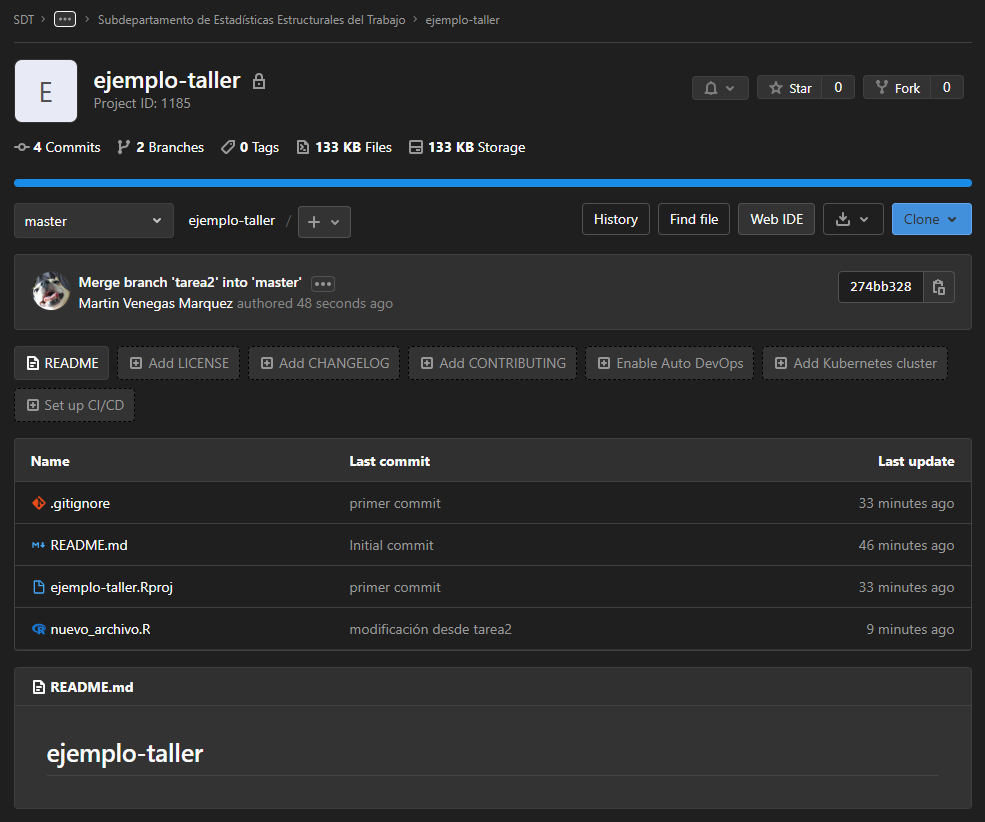 SDT › ••• › Subdepartamento de Estadísticas Estructurales del Trabajo › ejemplo-taller
E
ejemplo-taller
Project ID: 1185
Star 0 Fork 0
4 Commits 2 Branches 0 Tags 133 KB Files 133 KB Storage
master ejemplo-taller / + History Find file Web IDE Clone
Merge branch 'tarea2' into 'master' •••
Martin Venegas Marquez authored 48 seconds ago
274bb328
README Add LICENSE Add CHANGELOG Add CONTRIBUTING Enable Auto DevOps Add Kubernetes cluster
Set up CI/CD
Name Last commit Last update
.gitignore primer commit 33 minutes ago
README.md Initial commit 46 minutes ago
ejemplo-taller.Rproj primer commit 33 minutes ago
nuevo_archivo.R modificación desde tarea2 9 minutes ago
README.md
ejemplo-taller